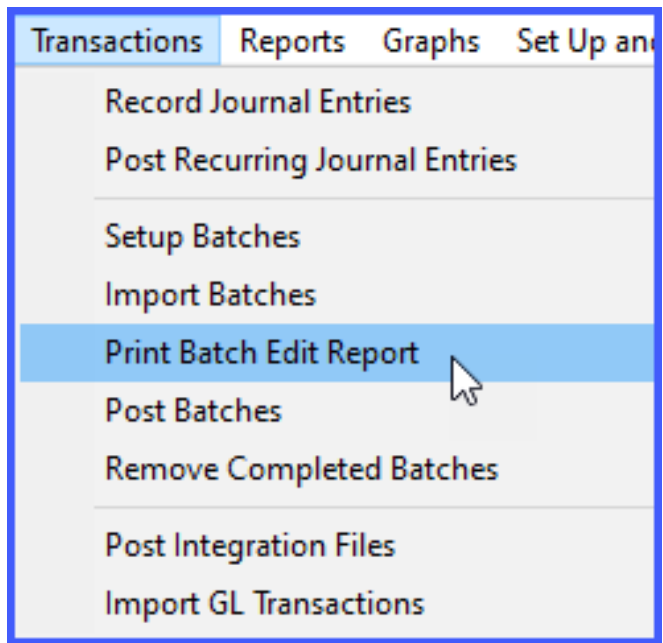 Transactions Reports Graphs Set Up an
Record Journal Entries
Post Recurring Journal Entries
Setup Batches
Import Batches
Print Batch Edit Report
Post Batches
Remove Completed Batches
Post Integration Files
Import GL Transactions